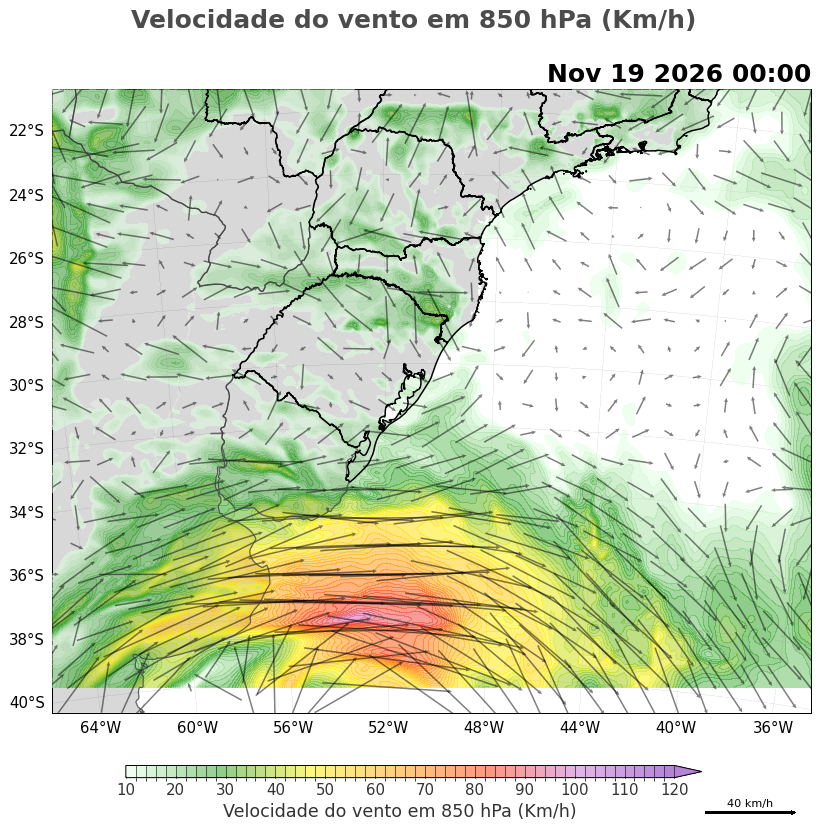 Velocidade do vento em 850 hPa (Km/h)
Nov 19 2026 00:00
22°S
24°S
26°S
28°S
30°S
32°S
34°S
36°S
38°S
40°S
64°W 60°W 56°W 52°W 48°W 44°W 40°W 36°W
10 20 30 40 50 60 70 80 90 100 110 120
Velocidade do vento em 850 hPa (Km/h)
40 km/h